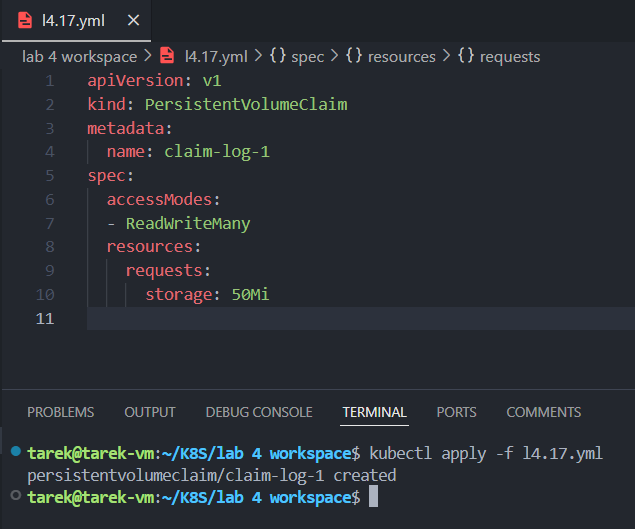 l4.17.yml ×
lab 4 workspace > l4.17.yml > {} spec > {} resources > {} requests
1 apiVersion: v1
2 kind: PersistentVolumeClaim
3 metadata:
4   name: claim-log-1
5 spec:
6   accessModes:
7   - ReadWriteMany
8   resources:
9     requests:
10       storage: 50Mi
11
PROBLEMS OUTPUT DEBUG CONSOLE TERMINAL PORTS COMMENTS
tarek@tarek-vm:~/K8S/lab 4 workspace$ kubectl apply -f l4.17.yml
persistentvolumeclaim/claim-log-1 created
tarek@tarek-vm:~/K8S/lab 4 workspace$